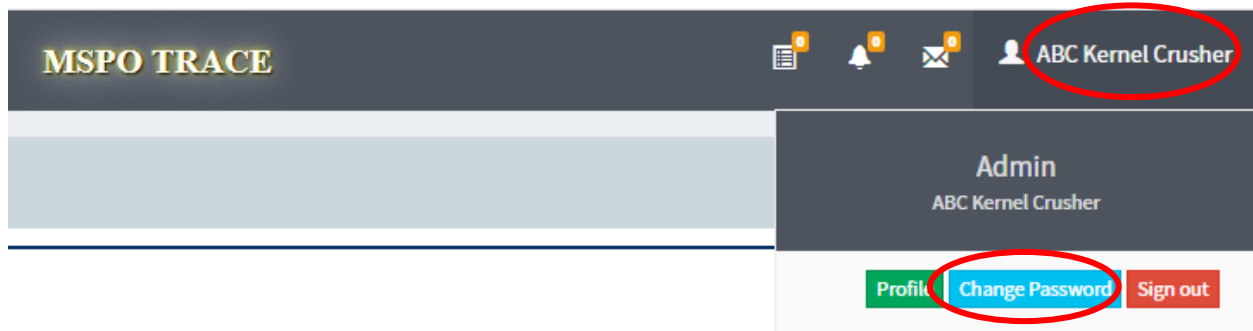 MSPO TRACE
0 0 0 ABC Kernel Crusher
Admin
ABC Kernel Crusher
Profile Change Password Sign out